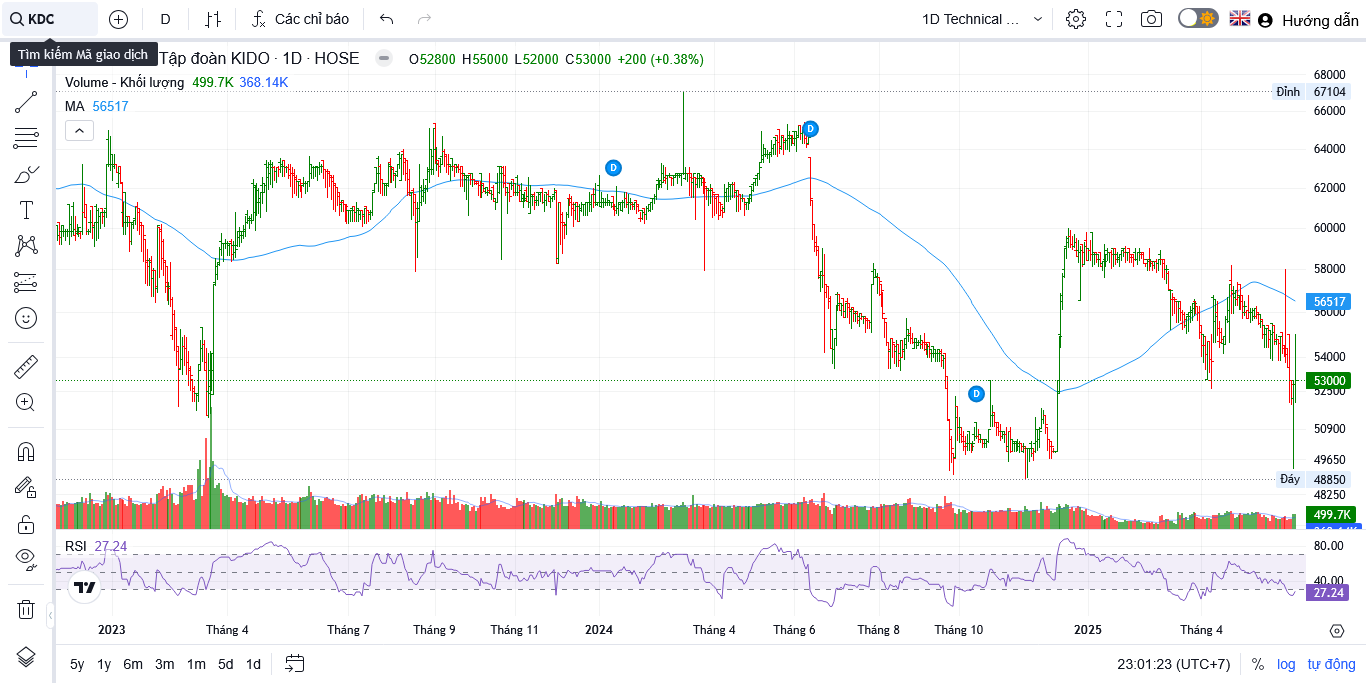 KDC
D
Các chỉ báo
1D Technical ...
Hướng dẫn
Tìm kiếm Mã giao dịch
Tập đoàn KIDO · 1D · HOSE
O52800 H55000 L52000 C53000 +200 (+0.38%)
Volume - Khối lượng 499.7K 368.14K
MA 56517
68000
Đỉnh 67104
66000
64000
62000
60000
58000
56517
56000
54000
53000
52500
50900
49650
Đáy 48850
48250
499.7K
D
D
D
RSI 27.24
80.00
40.00
27.24
2023 Tháng 4 Tháng 7 Tháng 9 Tháng 11 2024 Tháng 4 Tháng 6 Tháng 8 Tháng 10 2025 Tháng 4
5y 1y 6m 3m 1m 5d 1d
23:01:23 (UTC+7) % log tự động